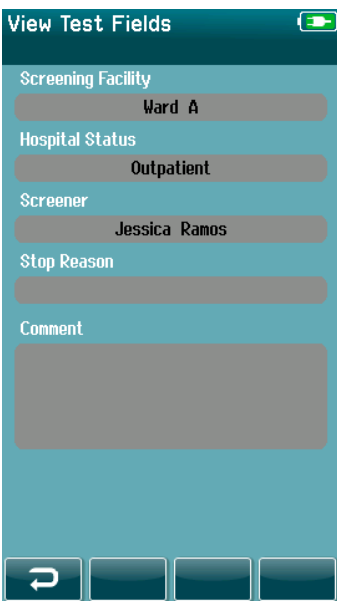 View Test Fields
Screening Facility
Ward A
Hospital Status
Outpatient
Screener
Jessica Ramos
Stop Reason
Comment